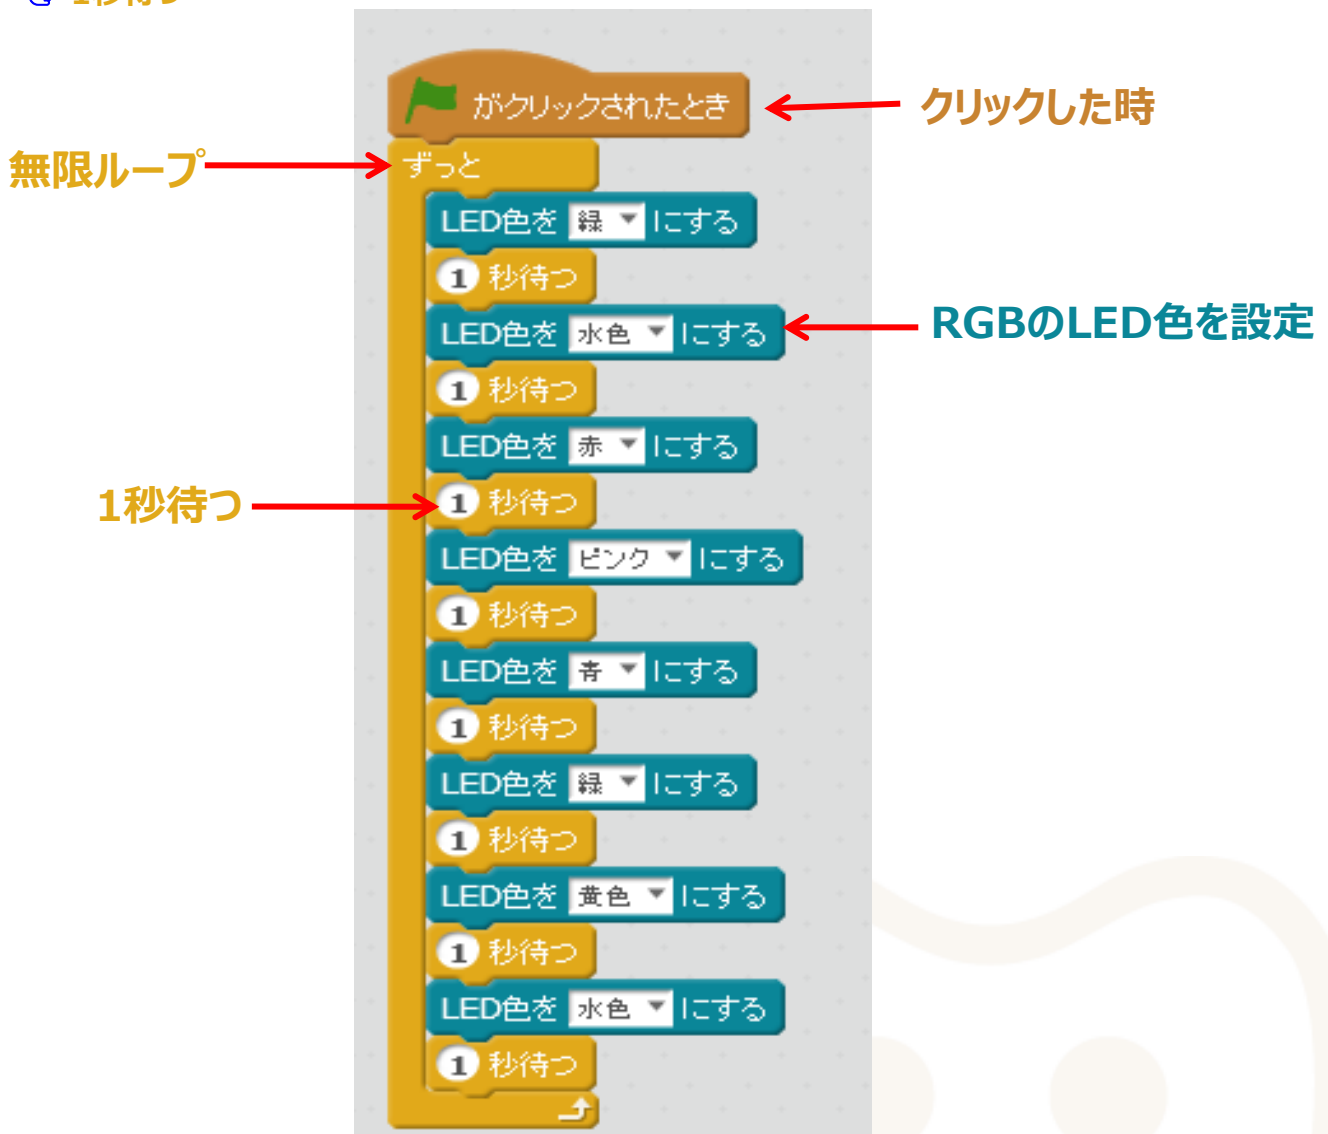 1秒待つ
がクリックされたとき
クリックした時
無限ループ
ずっと
LED色を 緑 にする
1 秒待つ
LED色を 水色 にする
RGBのLED色を設定
1 秒待つ
LED色を 赤 にする
1秒待つ
1 秒待つ
LED色を ピンク にする
1 秒待つ
LED色を 青 にする
1 秒待つ
LED色を 緑 にする
1 秒待つ
LED色を 黄色 にする
1 秒待つ
LED色を 水色 にする
1 秒待つ